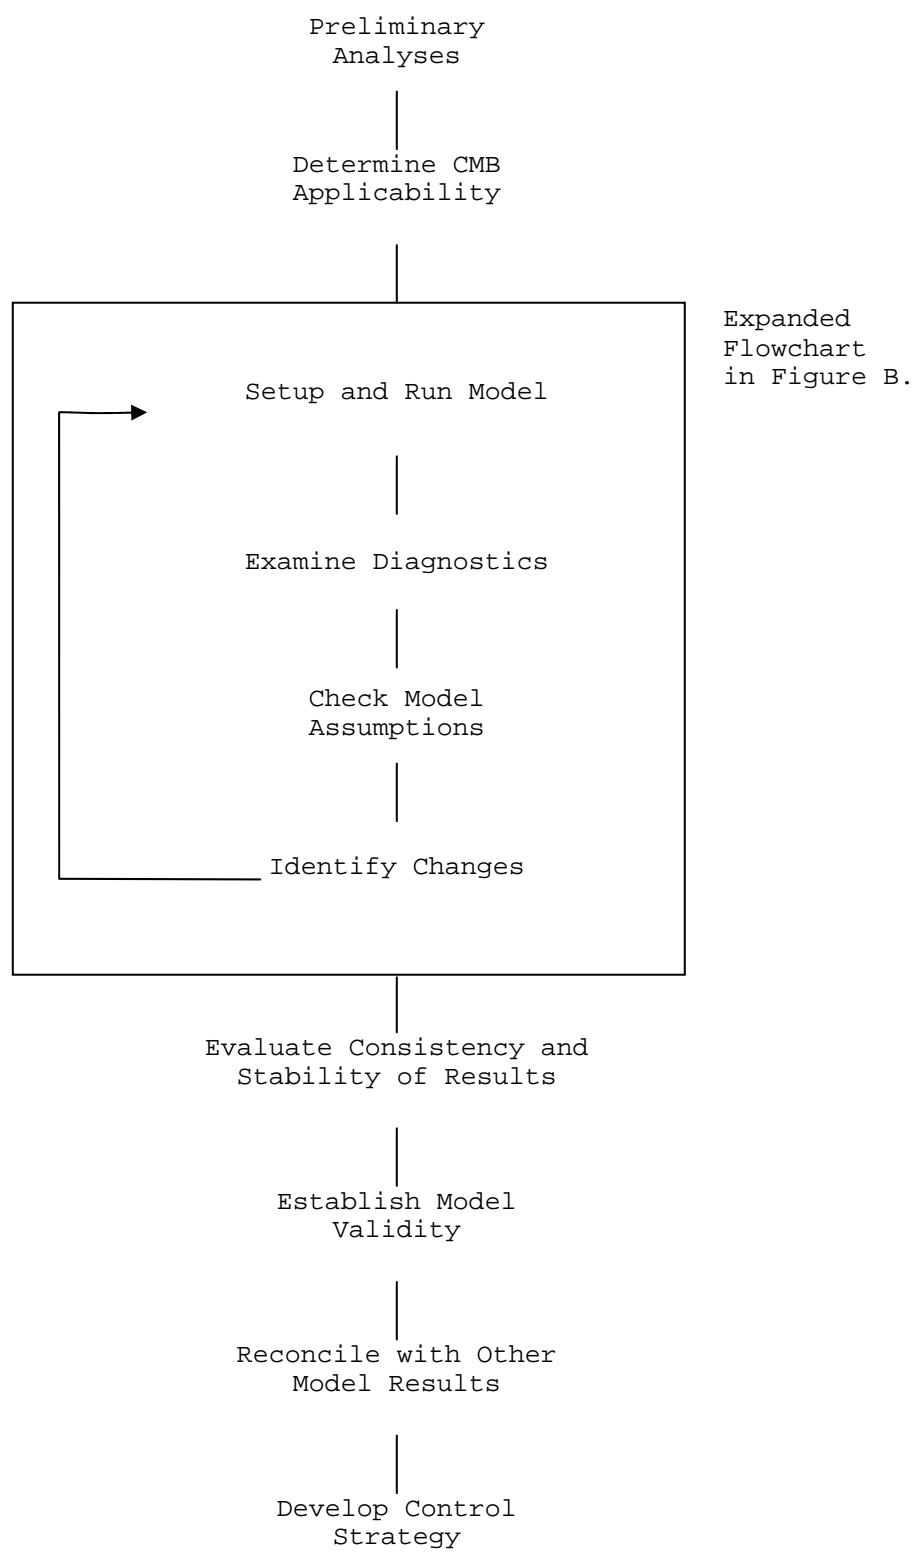 Preliminary
Analyses
Determine CMB
Applicability
Expanded
Flowchart
in Figure B.
Setup and Run Model
Examine Diagnostics
Check Model
Assumptions
Identify Changes
Evaluate Consistency and
Stability of Results
Establish Model
Validity
Reconcile with Other
Model Results
Develop Control
Strategy